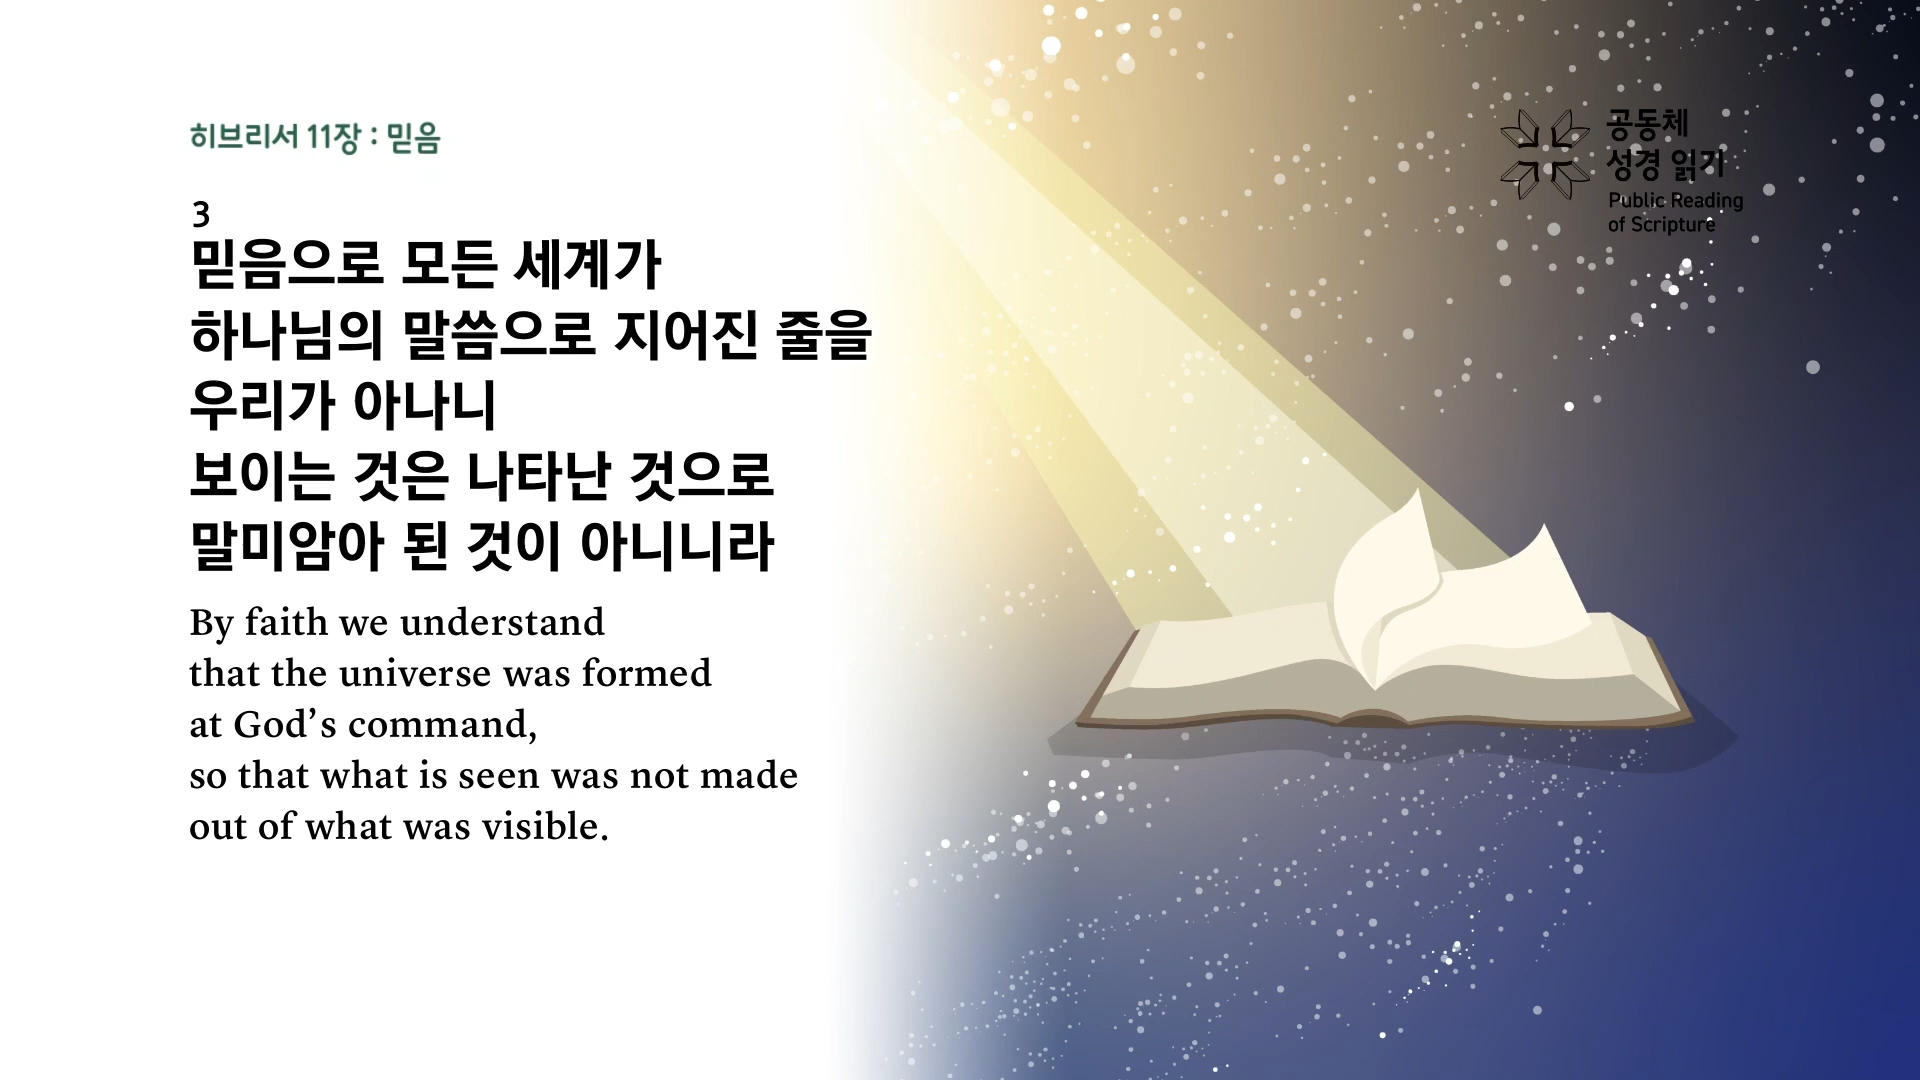 히브리서 11장 : 믿음
공동체
성경 읽기
Public Reading
of Scripture
3
믿음으로 모든 세계가
하나님의 말씀으로 지어진 줄을
우리가 아나니
보이는 것은 나타난 것으로
말미암아 된 것이 아니니라
By faith we understand
that the universe was formed
at God’s command,
so that what is seen was not made
out of what was visible.